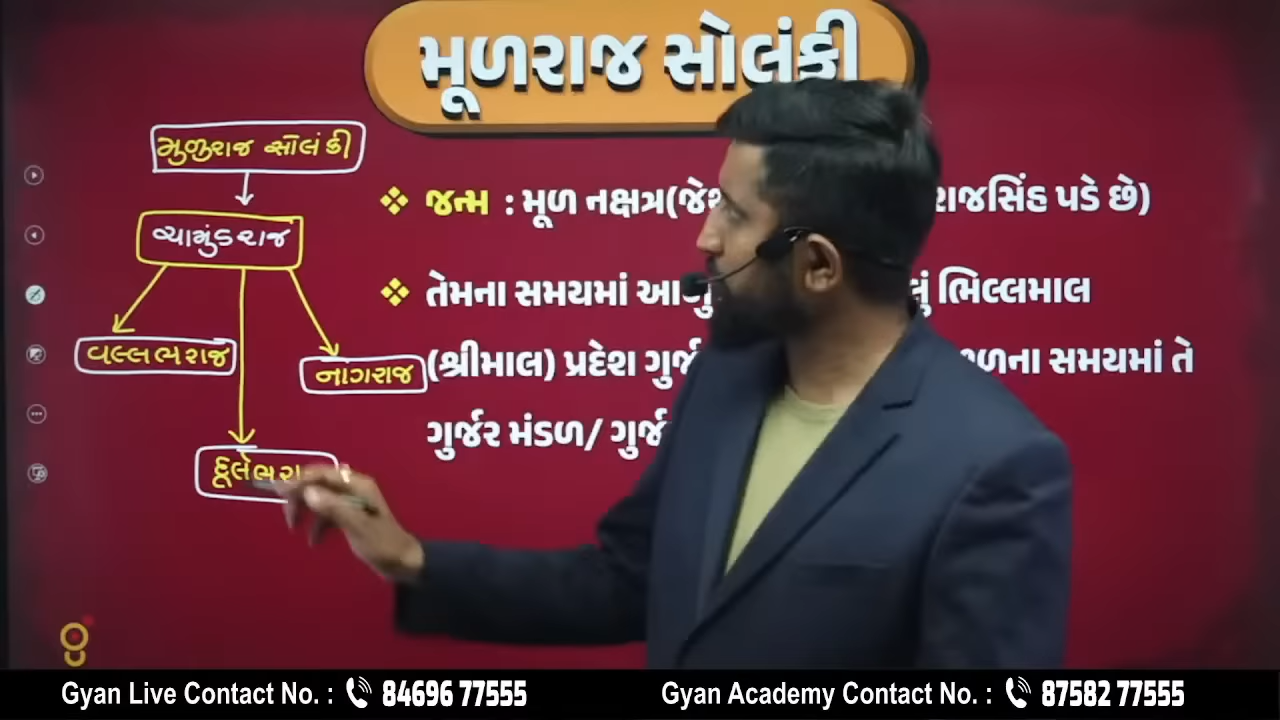 મૂળરાજ સોલંકી
મુળરાજ સોલંકી
ચામુંડરાજ
વલ્લભરાજ
નાગરાજ
જન્મ : મૂળ નક્ષત્ર રાજસિંહ પડે છે)
તેમના સમયમાં ભિલ્લમાલ
(શ્રીમાલ) પ્રદેશ સમયમાં તે
ગુર્જર મંડળ/
Gyan Live Contact No. : 84696 77555
Gyan Academy Contact No. : 87582 77555